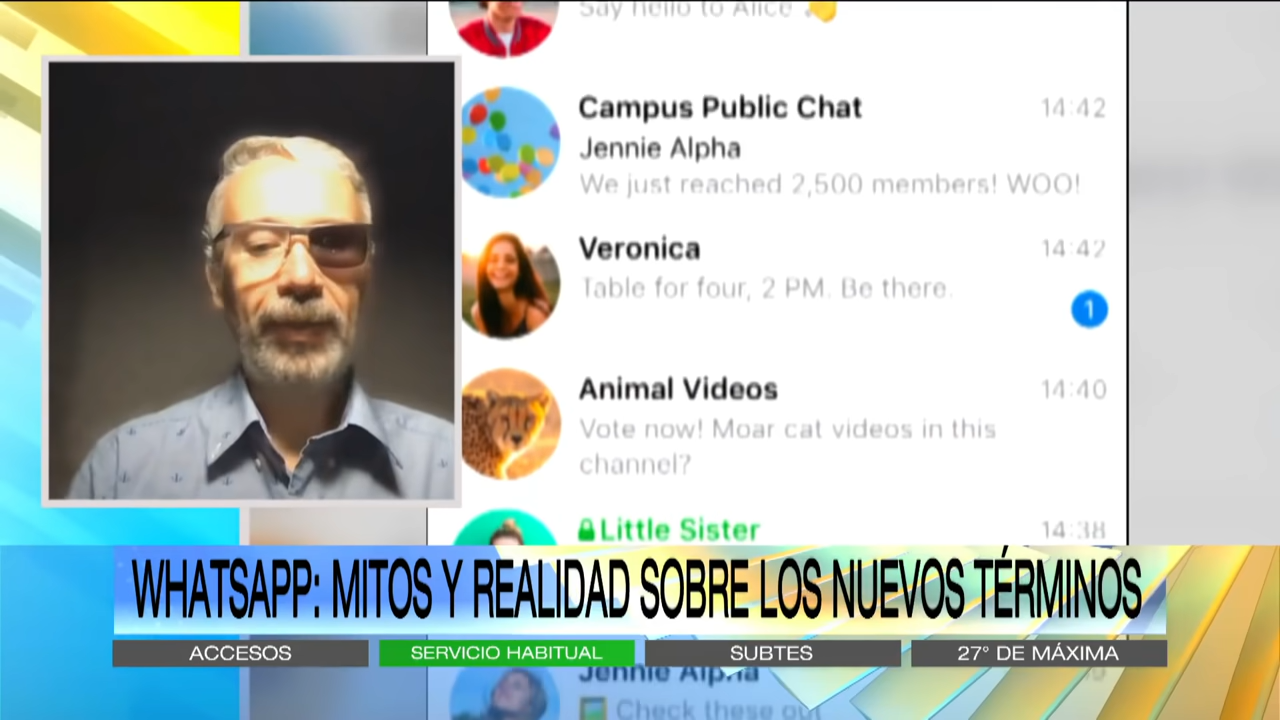 Say hello to Alice
Campus Public Chat
14:42
Jennie Alpha
We just reached 2,500 members! WOO!
Veronica
14:42
Table for four, 2 PM. Be there.
1
Animal Videos
14:40
Vote now! Moar cat videos in this
channel?
Little Sister
14:38
WHATSAPP: MITOS Y REALIDAD SOBRE LOS NUEVOS TÉRMINOS
ACCESOS
SERVICIO HABITUAL
SUBTES
27° DE MÁXIMA
Jennie Alpha
Check these out